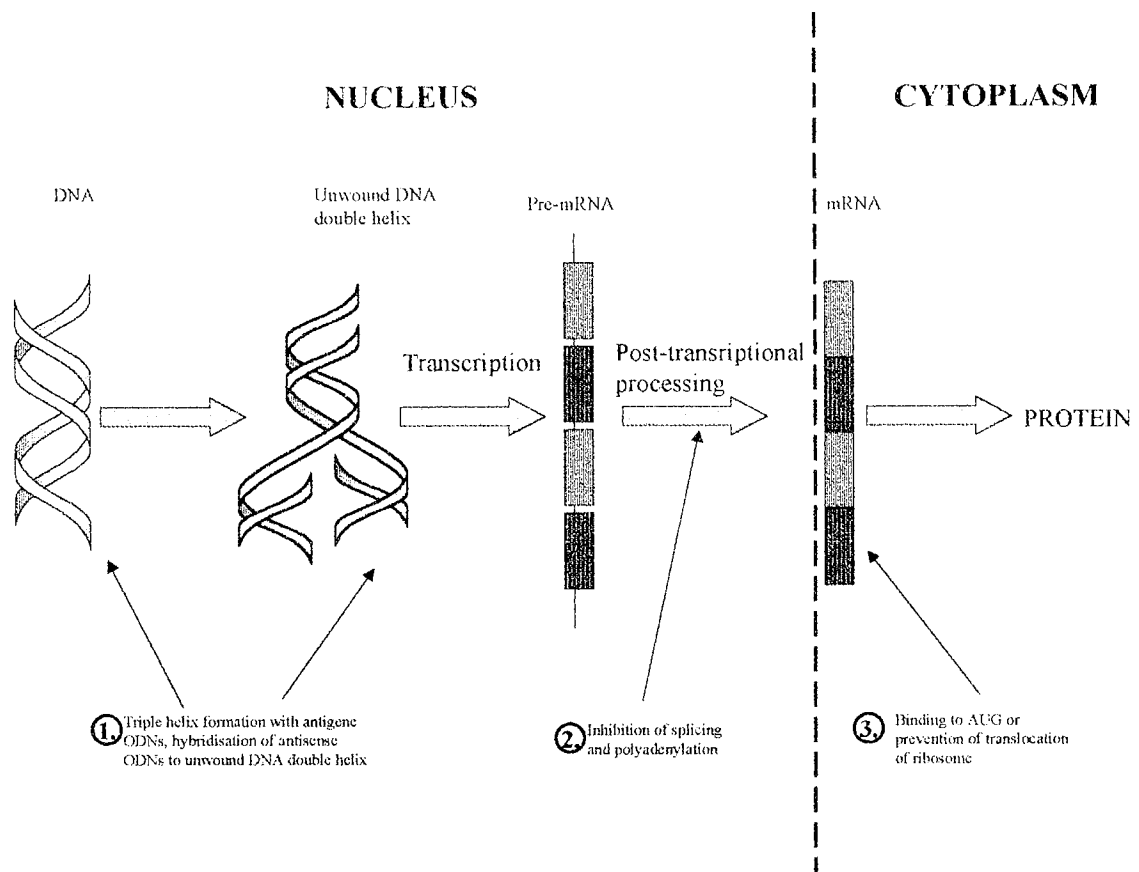 NUCLEUS
CYTOPLASM
DNA
Unwound DNA
double helix
Pre-mRNA
mRNA
Transcription
Post-transriptional
processing
PROTEIN
1. Triple helix formation with antigene
ODNs, hybridisation of antisense
ODNs to unwound DNA double helix
2. Inhibition of splicing
and polyadenylation
3. Binding to AUG or
prevention of translocation
of ribosome